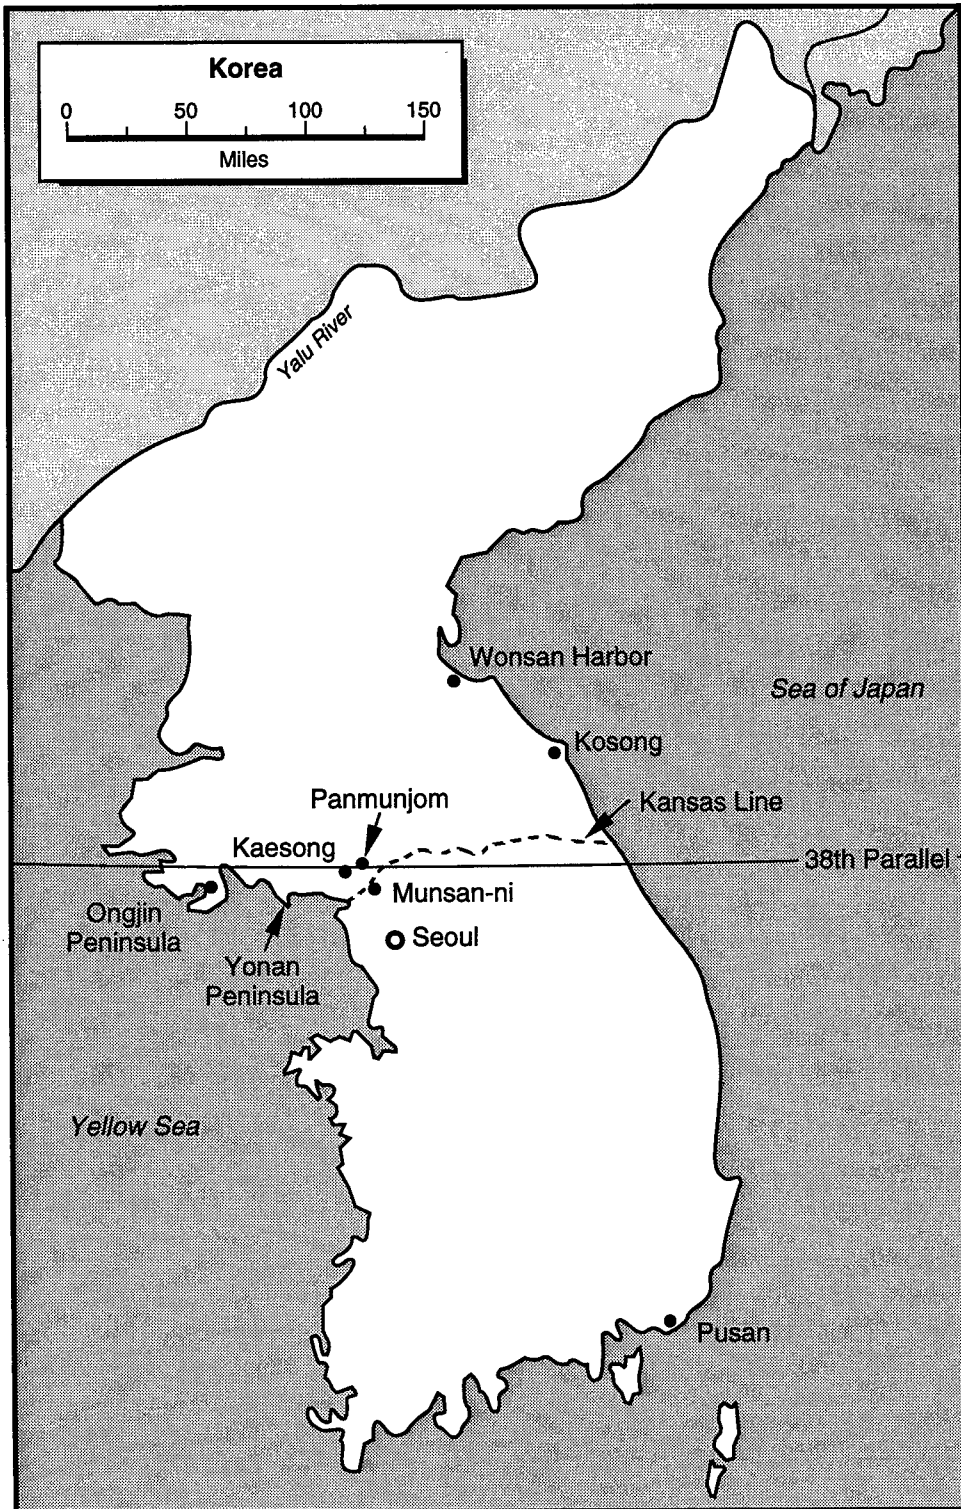 Korea
0 50 100 150
Miles
Yalu River
Wonsan Harbor
Sea of Japan
Kosong
Panmunjom
Kansas Line
Kaesong
38th Parallel
Munsan-ni
Ongjin
Peninsula
Seoul
Yonan
Peninsula
Yellow Sea
Pusan